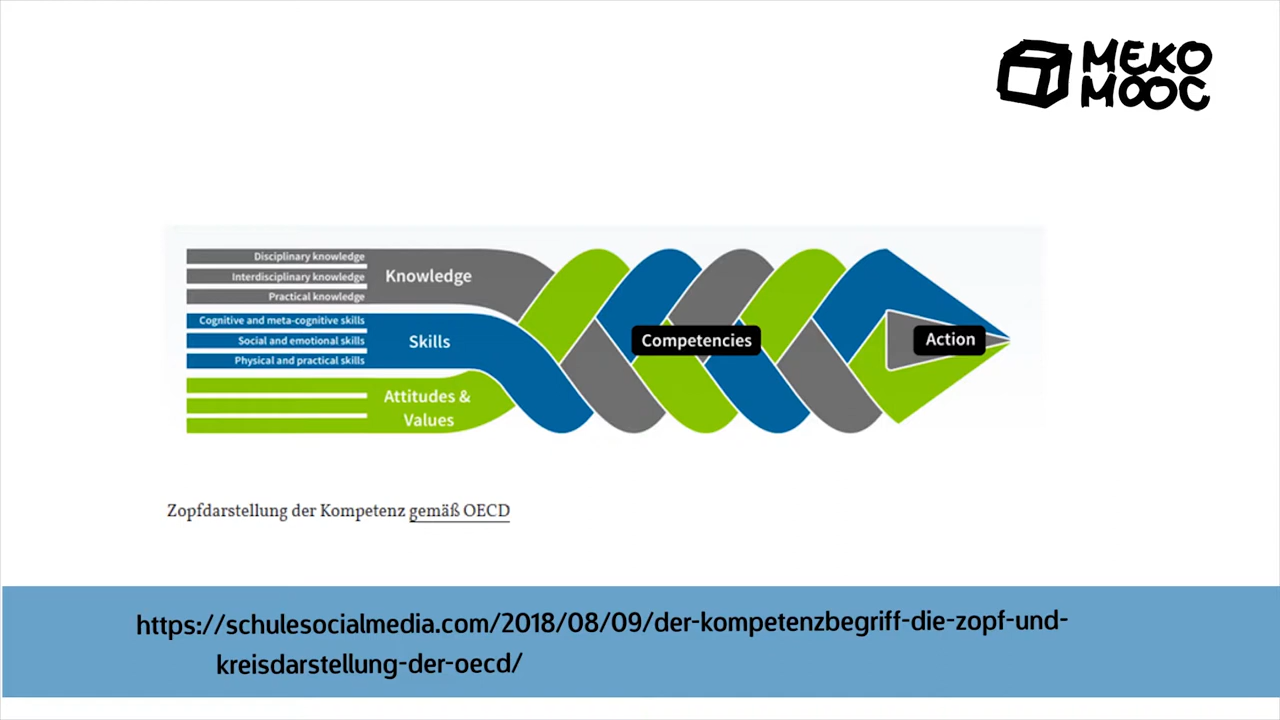 MEKO
MOOC
Disciplinary knowledge
Interdisciplinary knowledge
Practical knowledge
Knowledge
Cognitive and meta-cognitive skills
Social and emotional skills
Physical and practical skills
Skills
Attitudes &
Values
Competencies
Action
Zopfdarstellung der Kompetenz gemäß OECD
https://schulesocialmedia.com/2018/08/09/der-kompetenzbegriff-die-zopf-und-
kreisdarstellung-der-oecd/